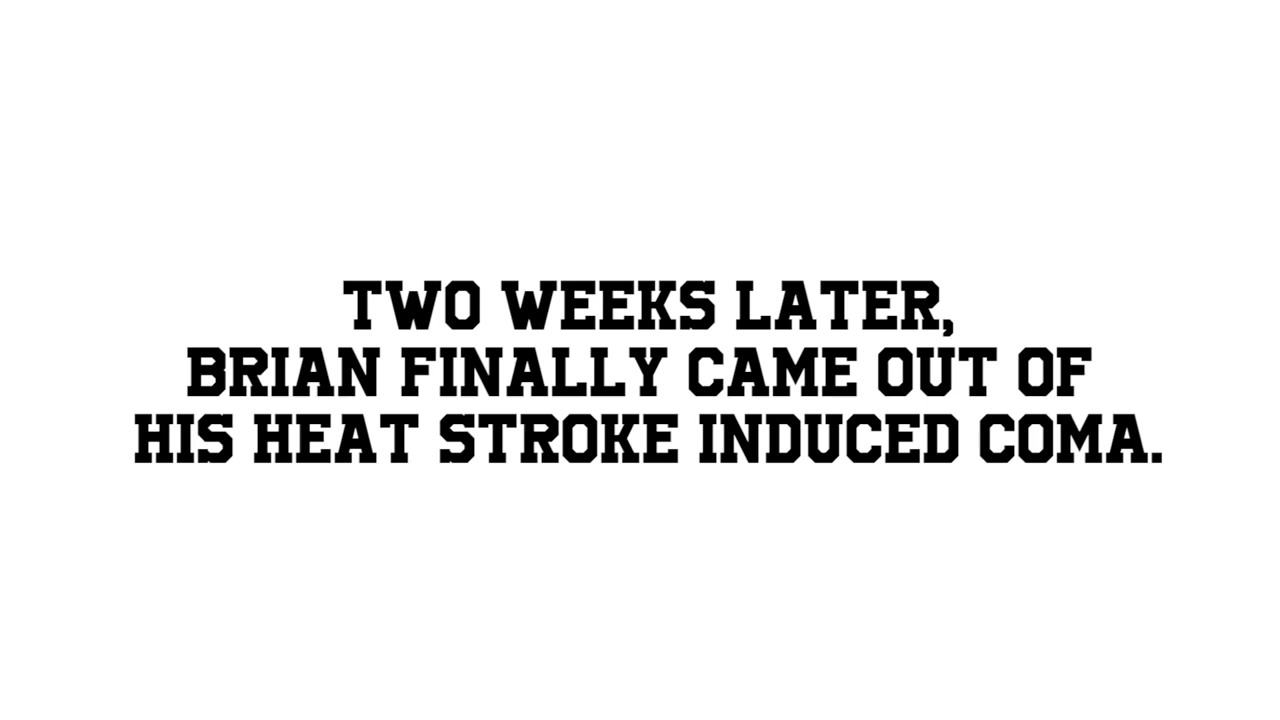 TWO WEEKS LATER,
BRIAN FINALLY CAME OUT OF
HIS HEAT STROKE INDUCED COMA.